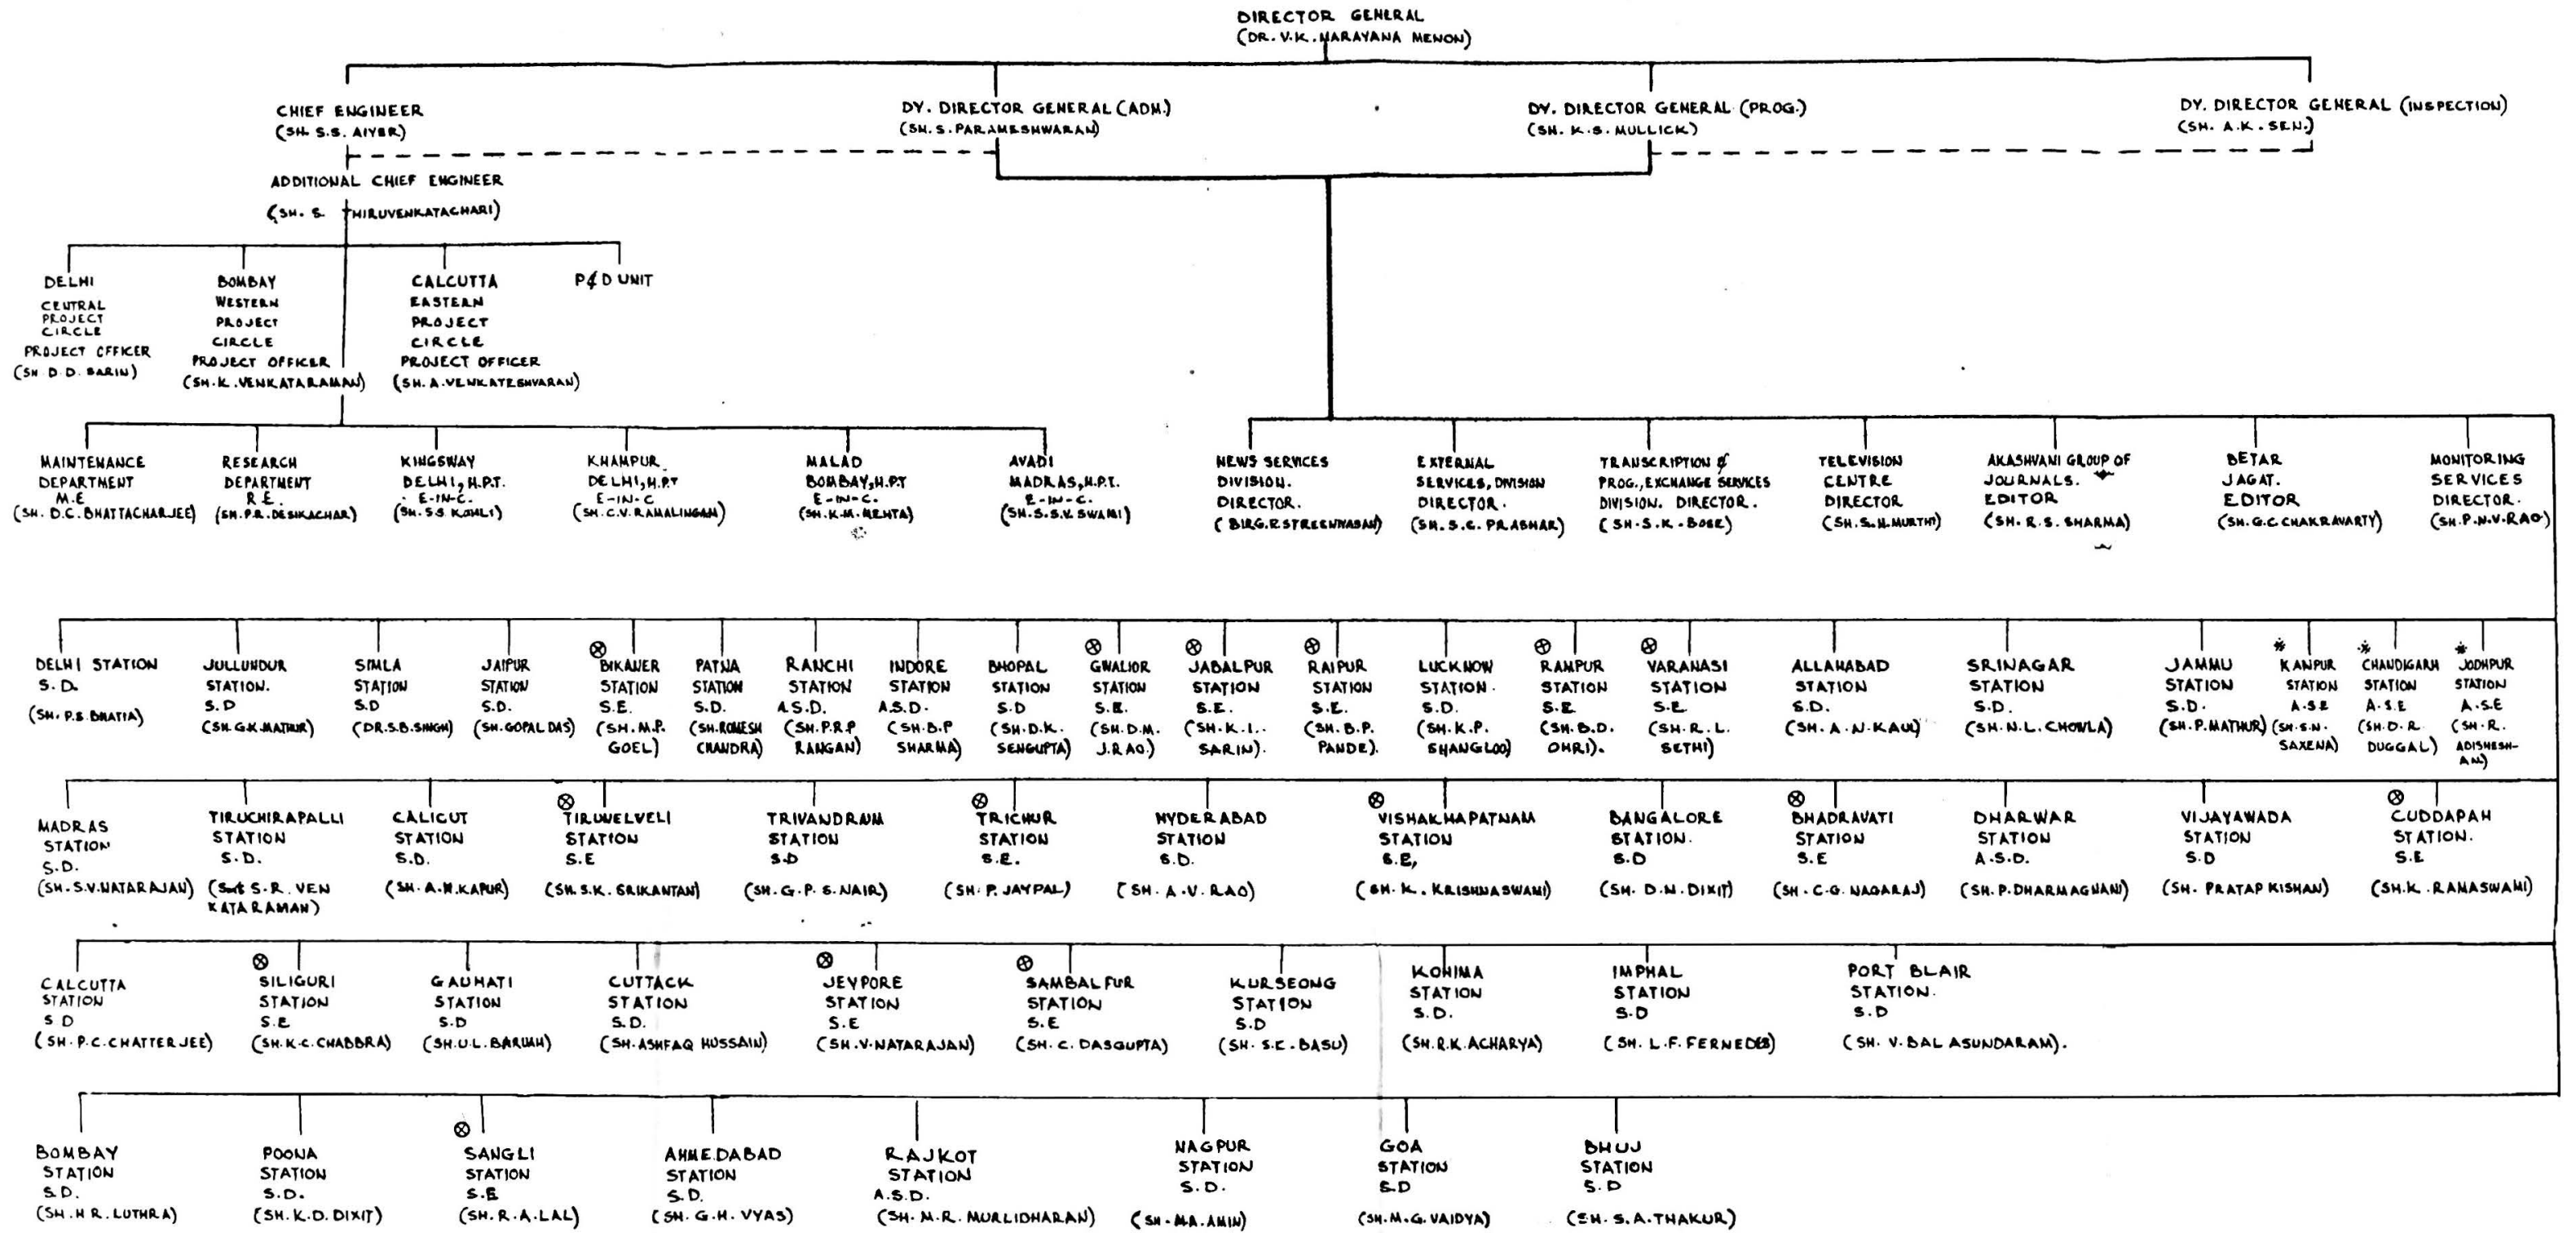 DIRECTOR GENERAL
(DR. V.K. NARAYANA MENON)
CHIEF ENGINEER
(SH. S.S. AIYER)
DY. DIRECTOR GENERAL (ADM.)
(SH. S. PARAMESHWARAN)
DY. DIRECTOR GENERAL (PROG.)
(SH. K.S. MULLICK)
DY. DIRECTOR GENERAL (INSPECTION)
(SH. A.K. SEN.)
ADDITIONAL CHIEF ENGINEER
(SH. S. THIRUVENKATACHARI)
DELHI
CENTRAL
PROJECT
CIRCLE
PROJECT OFFICER
(SH D.D. SARIN)
BOMBAY
WESTERN
PROJECT
CIRCLE
PROJECT OFFICER
(SH. K. VENKATARAMAN)
CALCUTTA
EASTERN
PROJECT
CIRCLE
PROJECT OFFICER
(SH. A. VENKATESHVARAN)
P&D UNIT
MAINTENANCE
DEPARTMENT
M.E
(SH. D.C. BHATTACHARJEE)
RESEARCH
DEPARTMENT
R.E.
(SH. P.R. DESIKACHAR)
KINGSWAY
DELHI, H.P.T.
E-IN-C.
(SH. S.S KOHLI)
KHAMPUR
DELHI, H.P.T
E-IN-C
(SH. C.V. RAMALINGAM)
MALAD
BOMBAY, H.P.T
E-IN-C.
(SH. K.M. MEHTA)
AVADI
MADRAS, H.P.T.
E-IN-C.
(SH. S.S.V. SWAMI)
NEWS SERVICES
DIVISION.
DIRECTOR.
EXTERNAL
SERVICES, DIVISION
DIRECTOR.
(SH. S.C. PRABHAR)
TRANSCRIPTION &
PROG., EXCHANGE SERVICES
DIVISION. DIRECTOR.
(SH. S.K. BOSE)
TELEVISION
CENTRE
DIRECTOR
(SH. S.N. MURTHI)
AKASHVANI GROUP OF
JOURNALS.
EDITOR
(SH. R.S. SHARMA)
BETAR
JAGAT.
EDITOR
(SH. G.C. CHAKRAVARTY)
MONITORING
SERVICES
DIRECTOR.
(SH. P.N.V. RAO)
DELHI STATION
S.D.
(SH. P.S. BHATIA)
JULLUNDUR
STATION.
S.D
(SH. G.K. MATHUR)
SIMLA
STATION
S.D
(DR. S.B. SINGH)
JAIPUR
STATION
S.D.
(SH. GOPAL DAS)
⊗
BIKANER
STATION
S.E.
(SH. M.P.
GOEL)
PATNA
STATION
S.D.
(SH. ROMESH
CHANDRA)
RANCHI
STATION
A.S.D.
(SH. P.R.P
RANGAN)
INDORE
STATION
A.S.D.
(SH. B.P
SHARMA)
BHOPAL
STATION
S.D
(SH. D.K.
SENGUPTA)
⊗
GWALIOR
STATION
S.E.
(SH. D.M.
J.RAO.)
⊗
JABALPUR
STATION
S.E.
(SH. K.I.
SARIN).
⊗
RAIPUR
STATION
S.E.
(SH. B.P.
PANDE).
LUCKNOW
STATION.
S.D.
(SH. K.P.
SHANGLOO)
⊗
RAMPUR
STATION
S.E
(SH. B.D.
OHRI).
⊗
VARANASI
STATION
S.E.
(SH. R.L.
SETHI)
ALLAHABAD
STATION
S.D.
(SH. A.N. KAUL)
SRINAGAR
STATION
S.D.
(SH. N.L. CHOWLA)
JAMMU
STATION
S.D.
(SH. P. MATHUR)
*
KANPUR
STATION
A.S.E
(SH. S.N.
SAXENA)
*
CHANDIGARH
STATION
A.S.E
(SH. D.R.
DUGGAL)
*
JODHPUR
STATION
A.S.E
(SH. R.
ADISHESH-
AN)
MADRAS
STATION
S.D.
(SH. S.V. NATARAJAN)
TIRUCHIRAPALLI
STATION
S.D.
(Smt S.R. VEN
KATARAMAN)
CALICUT
STATION
S.D.
(SH. A.N. KAPUR)
⊗
TIRUNELVELI
STATION
S.E
(SH. S.K. SRIKANTAN)
TRIVANDRUM
STATION
S.D
(SH. G.P.S. NAIR)
⊗
TRICHUR
STATION
S.E.
(SH. P. JAYPAL)
HYDERABAD
STATION
S.D.
(SH. A.V. RAO)
⊗
VISHAKHAPATNAM
STATION
S.E,
(SH. K. KRISHNASWAMI)
BANGALORE
STATION.
S.D
(SH. D.N. DIXIT)
⊗
BHADRAVATI
STATION
S.E
(SH. C.G. NAGARAJ)
DHARWAR
STATION
A.S.D.
(SH. P. DHARMAGNANI)
VIJAYAWADA
STATION
S.D
(SH. PRATAP KISHAN)
⊗
CUDDAPAH
STATION.
S.E
(SH. K. RAMASWAMI)
CALCUTTA
STATION
S D
(SH. P.C. CHATTERJEE)
⊗
SILIGURI
STATION
S.E
(SH. K.C. CHABBRA)
GAUHATI
STATION
S.D
(SH. U.L. BARUAH)
CUTTACK
STATION
S.D.
(SH. ASHFAQ HUSSAIN)
⊗
JEYPORE
STATION
S.E
(SH. V. NATARAJAN)
⊗
SAMBALPUR
STATION
S.E
(SH. C. DASGUPTA)
KURSEONG
STATION
S.D
(SH. S.C. BASU)
KOHIMA
STATION
S.D.
(SH. R.K. ACHARYA)
IMPHAL
STATION
S.D
(SH. L.F. FERNEDES)
PORT BLAIR
STATION.
S.D
(SH. V. BALASUNDARAM).
BOMBAY
STATION
S.D.
(SH. H R. LUTHRA)
POONA
STATION
S.D.
(SH. K.D. DIXIT)
⊗
SANGLI
STATION
S.E
(SH. R.A. LAL)
AHMEDABAD
STATION
S.D.
(SH. G.H. VYAS)
RAJKOT
STATION
A.S.D.
(SH. M.R. MURLIDHARAN)
NAGPUR
STATION
S.D.
(SH. M.A. AMIN)
GOA
STATION
S.D
(SH. M.G. VAIDYA)
BHUJ
STATION
S.D
(SH. S.A. THAKUR)